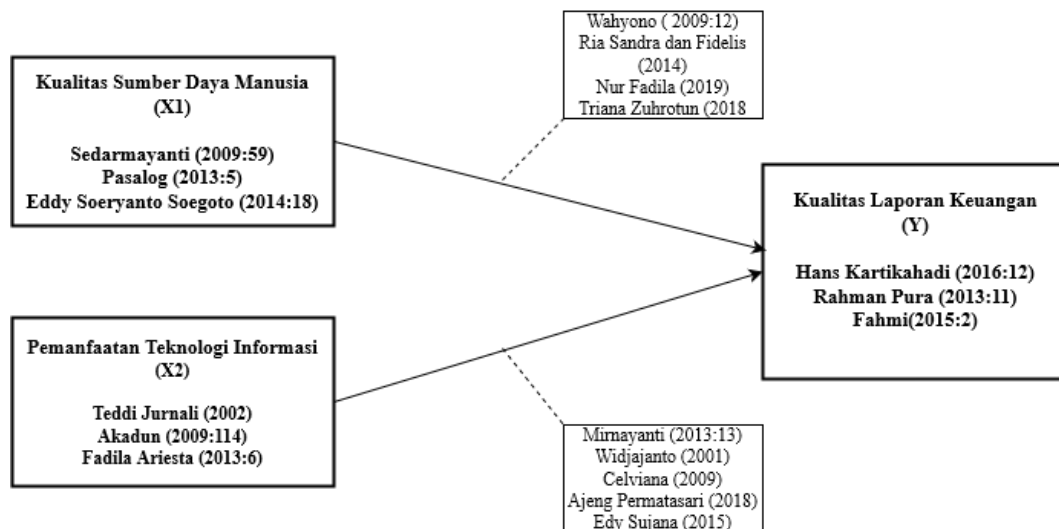 Wahyono ( 2009:12)
Ria Sandra dan Fidelis
(2014)
Nur Fadila (2019)
Triana Zuhrotun (2018
Kualitas Sumber Daya Manusia
(X1)
Sedarmayanti (2009:59)
Pasalog (2013:5)
Eddy Soeryanto Soegoto (2014:18)
Kualitas Laporan Keuangan
(Y)
Hans Kartikahadi (2016:12)
Rahman Pura (2013:11)
Fahmi(2015:2)
Pemanfaatan Teknologi Informasi
(X2)
Teddi Jurnali (2002)
Akadun (2009:114)
Fadila Ariesta (2013:6)
Mirnayanti (2013:13)
Widjajanto (2001)
Celviana (2009)
Ajeng Permatasari (2018)
Edy Sujana (2015)